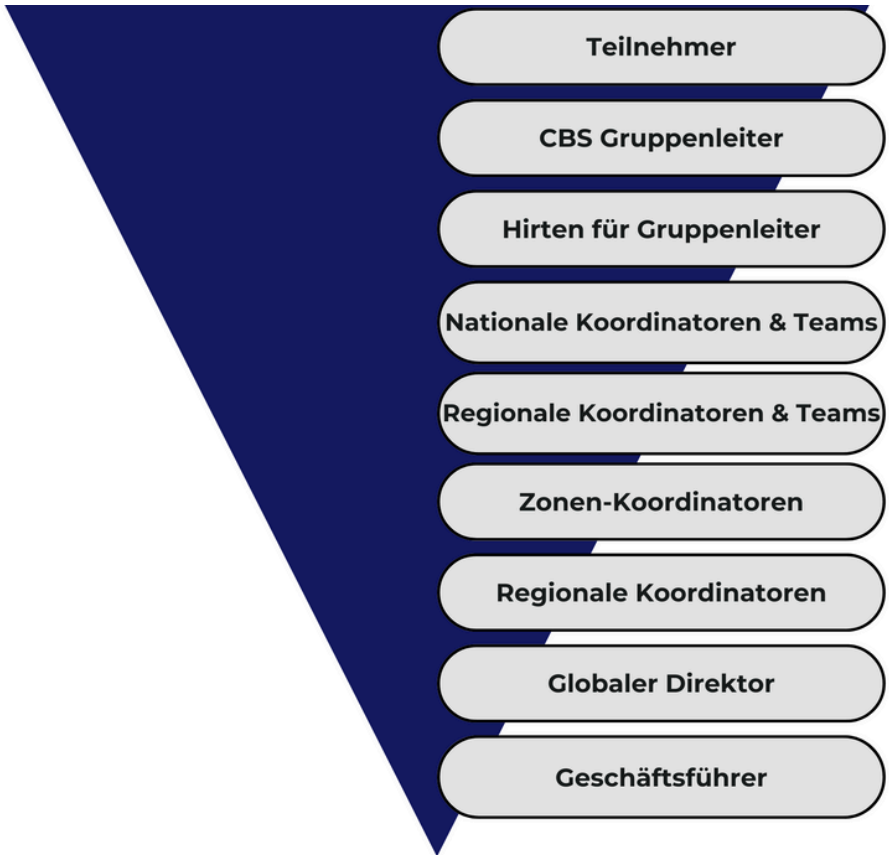 Teilnehmer
CBS Gruppenleiter
Hirten für Gruppenleiter
Nationale Koordinatoren & Teams
Regionale Koordinatoren & Teams
Zonen-Koordinatoren
Regionale Koordinatoren
Globaler Direktor
Geschäftsführer